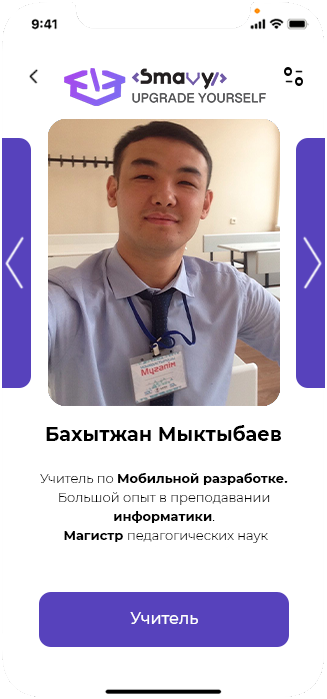 9:41
<Smavy/>
UPGRADE YOURSELF
Мұғалім
Бахытжан Мыктыбаев
Учитель по Мобильной разработке.
Большой опыт в преподавании
информатики.
Магистр педагогических наук
Учитель